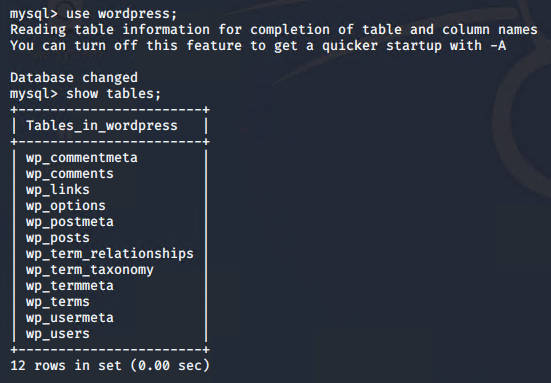 mysql> use wordpress;
Reading table information for completion of table and column names
You can turn off this feature to get a quicker startup with -A

Database changed
mysql> show tables;
+-----------------------+
| Tables_in_wordpress   |
+-----------------------+
| wp_commentmeta        |
| wp_comments           |
| wp_links              |
| wp_options            |
| wp_postmeta           |
| wp_posts              |
| wp_term_relationships |
| wp_term_taxonomy      |
| wp_termmeta           |
| wp_terms              |
| wp_usermeta           |
| wp_users              |
+-----------------------+
12 rows in set (0.00 sec)